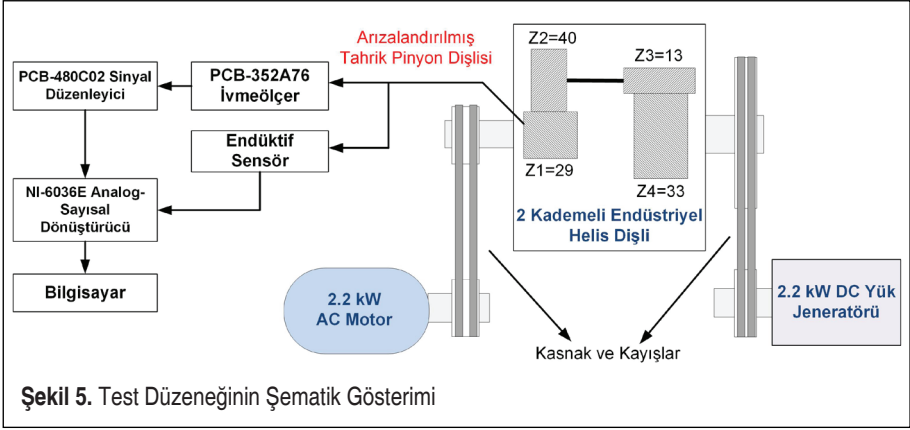 Arızalandırılmış
Tahrik Pinyon Dişlisi
PCB-480C02 Sinyal
Düzenleyici
PCB-352A76
İvmeölçer
Endüktif
Sensör
NI-6036E Analog-
Sayısal
Dönüştürücü
Bilgisayar
Z2=40
Z3=13
Z1=29
Z4=33
2 Kademeli Endüstriyel
Helis Dişli
2.2 kW
AC Motor
2.2 kW DC Yük
Jeneratörü
Kasnak ve Kayışlar
Şekil 5. Test Düzeneğinin Şematik Gösterimi